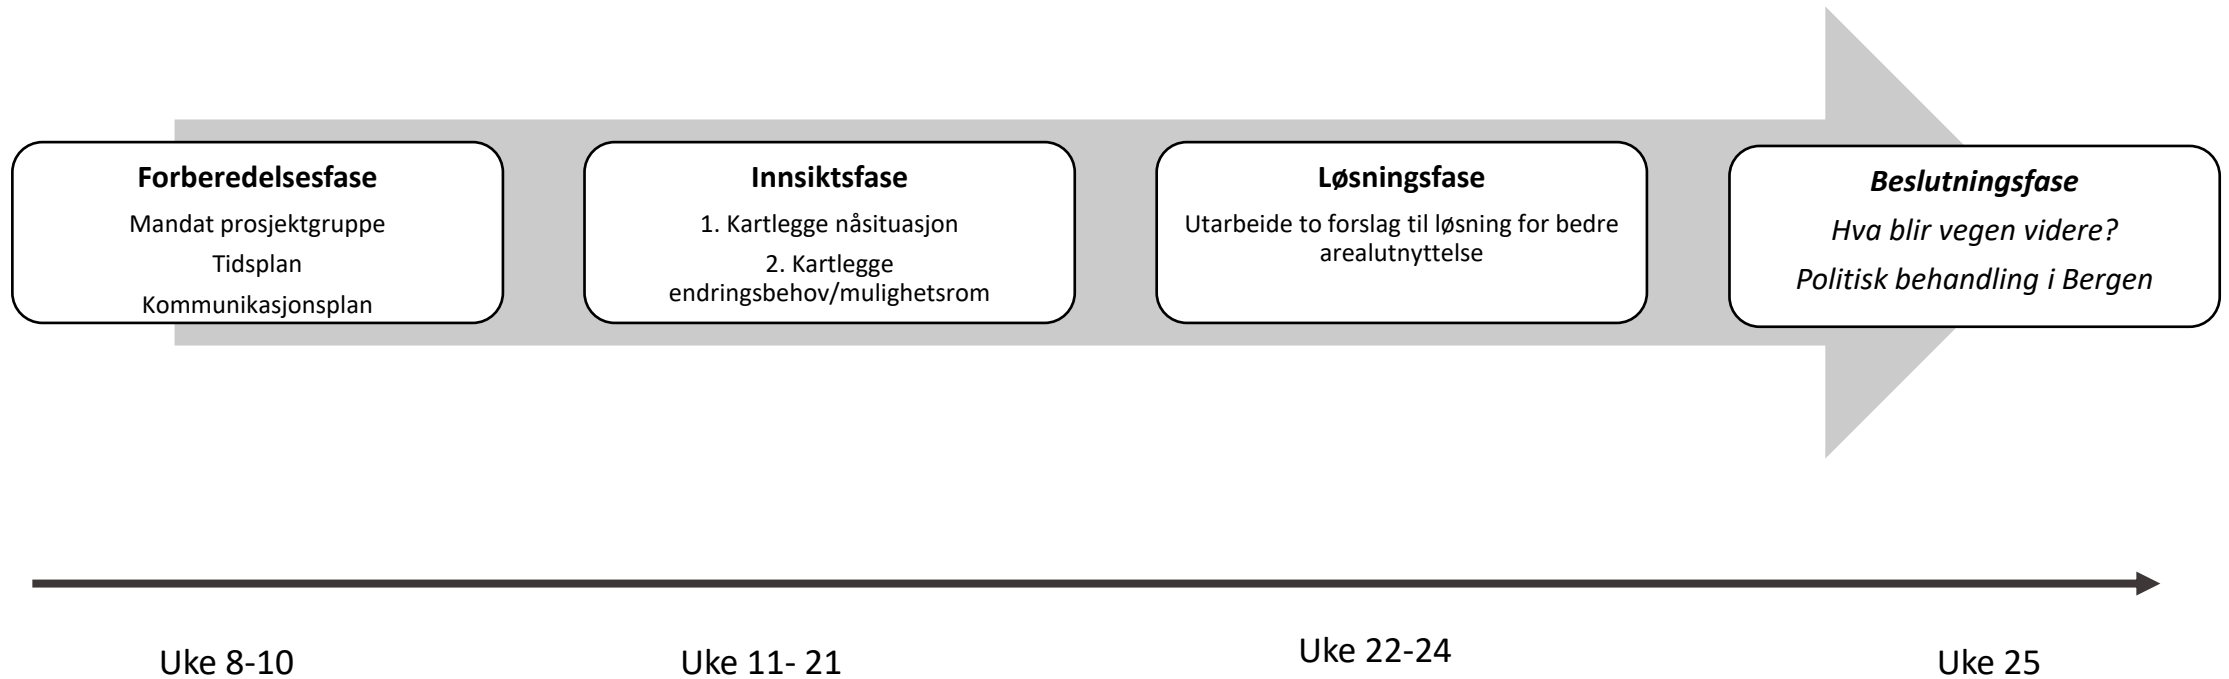 Forberedelsesfase
Mandat prosjektgruppe
Tidsplan
Kommunikasjonsplan
Innsiktsfase
1. Kartlegge nåsituasjon
2. Kartlegge
endringsbehov/mulighetsrom
Løsningsfase
Utarbeide to forslag til løsning for bedre
arealutnyttelse
Beslutningsfase
Hva blir vegen videre?
Politisk behandling i Bergen
Uke 8-10
Uke 11- 21
Uke 22-24
Uke 25